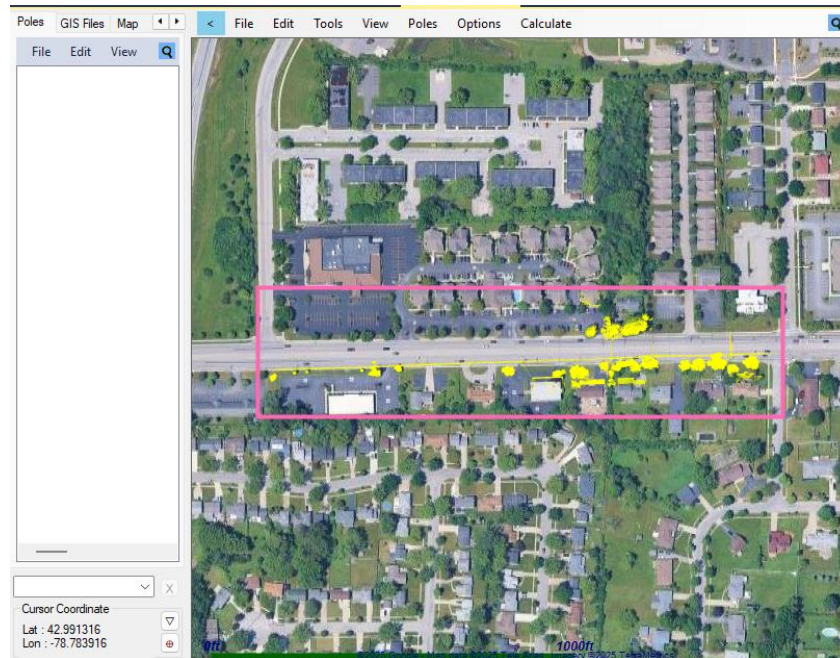 Poles GIS Files Map
< File Edit Tools View Poles Options Calculate
File Edit View
X
Cursor Coordinate
Lat : 42.991316
Lon : -78.783916
0ft 1000ft